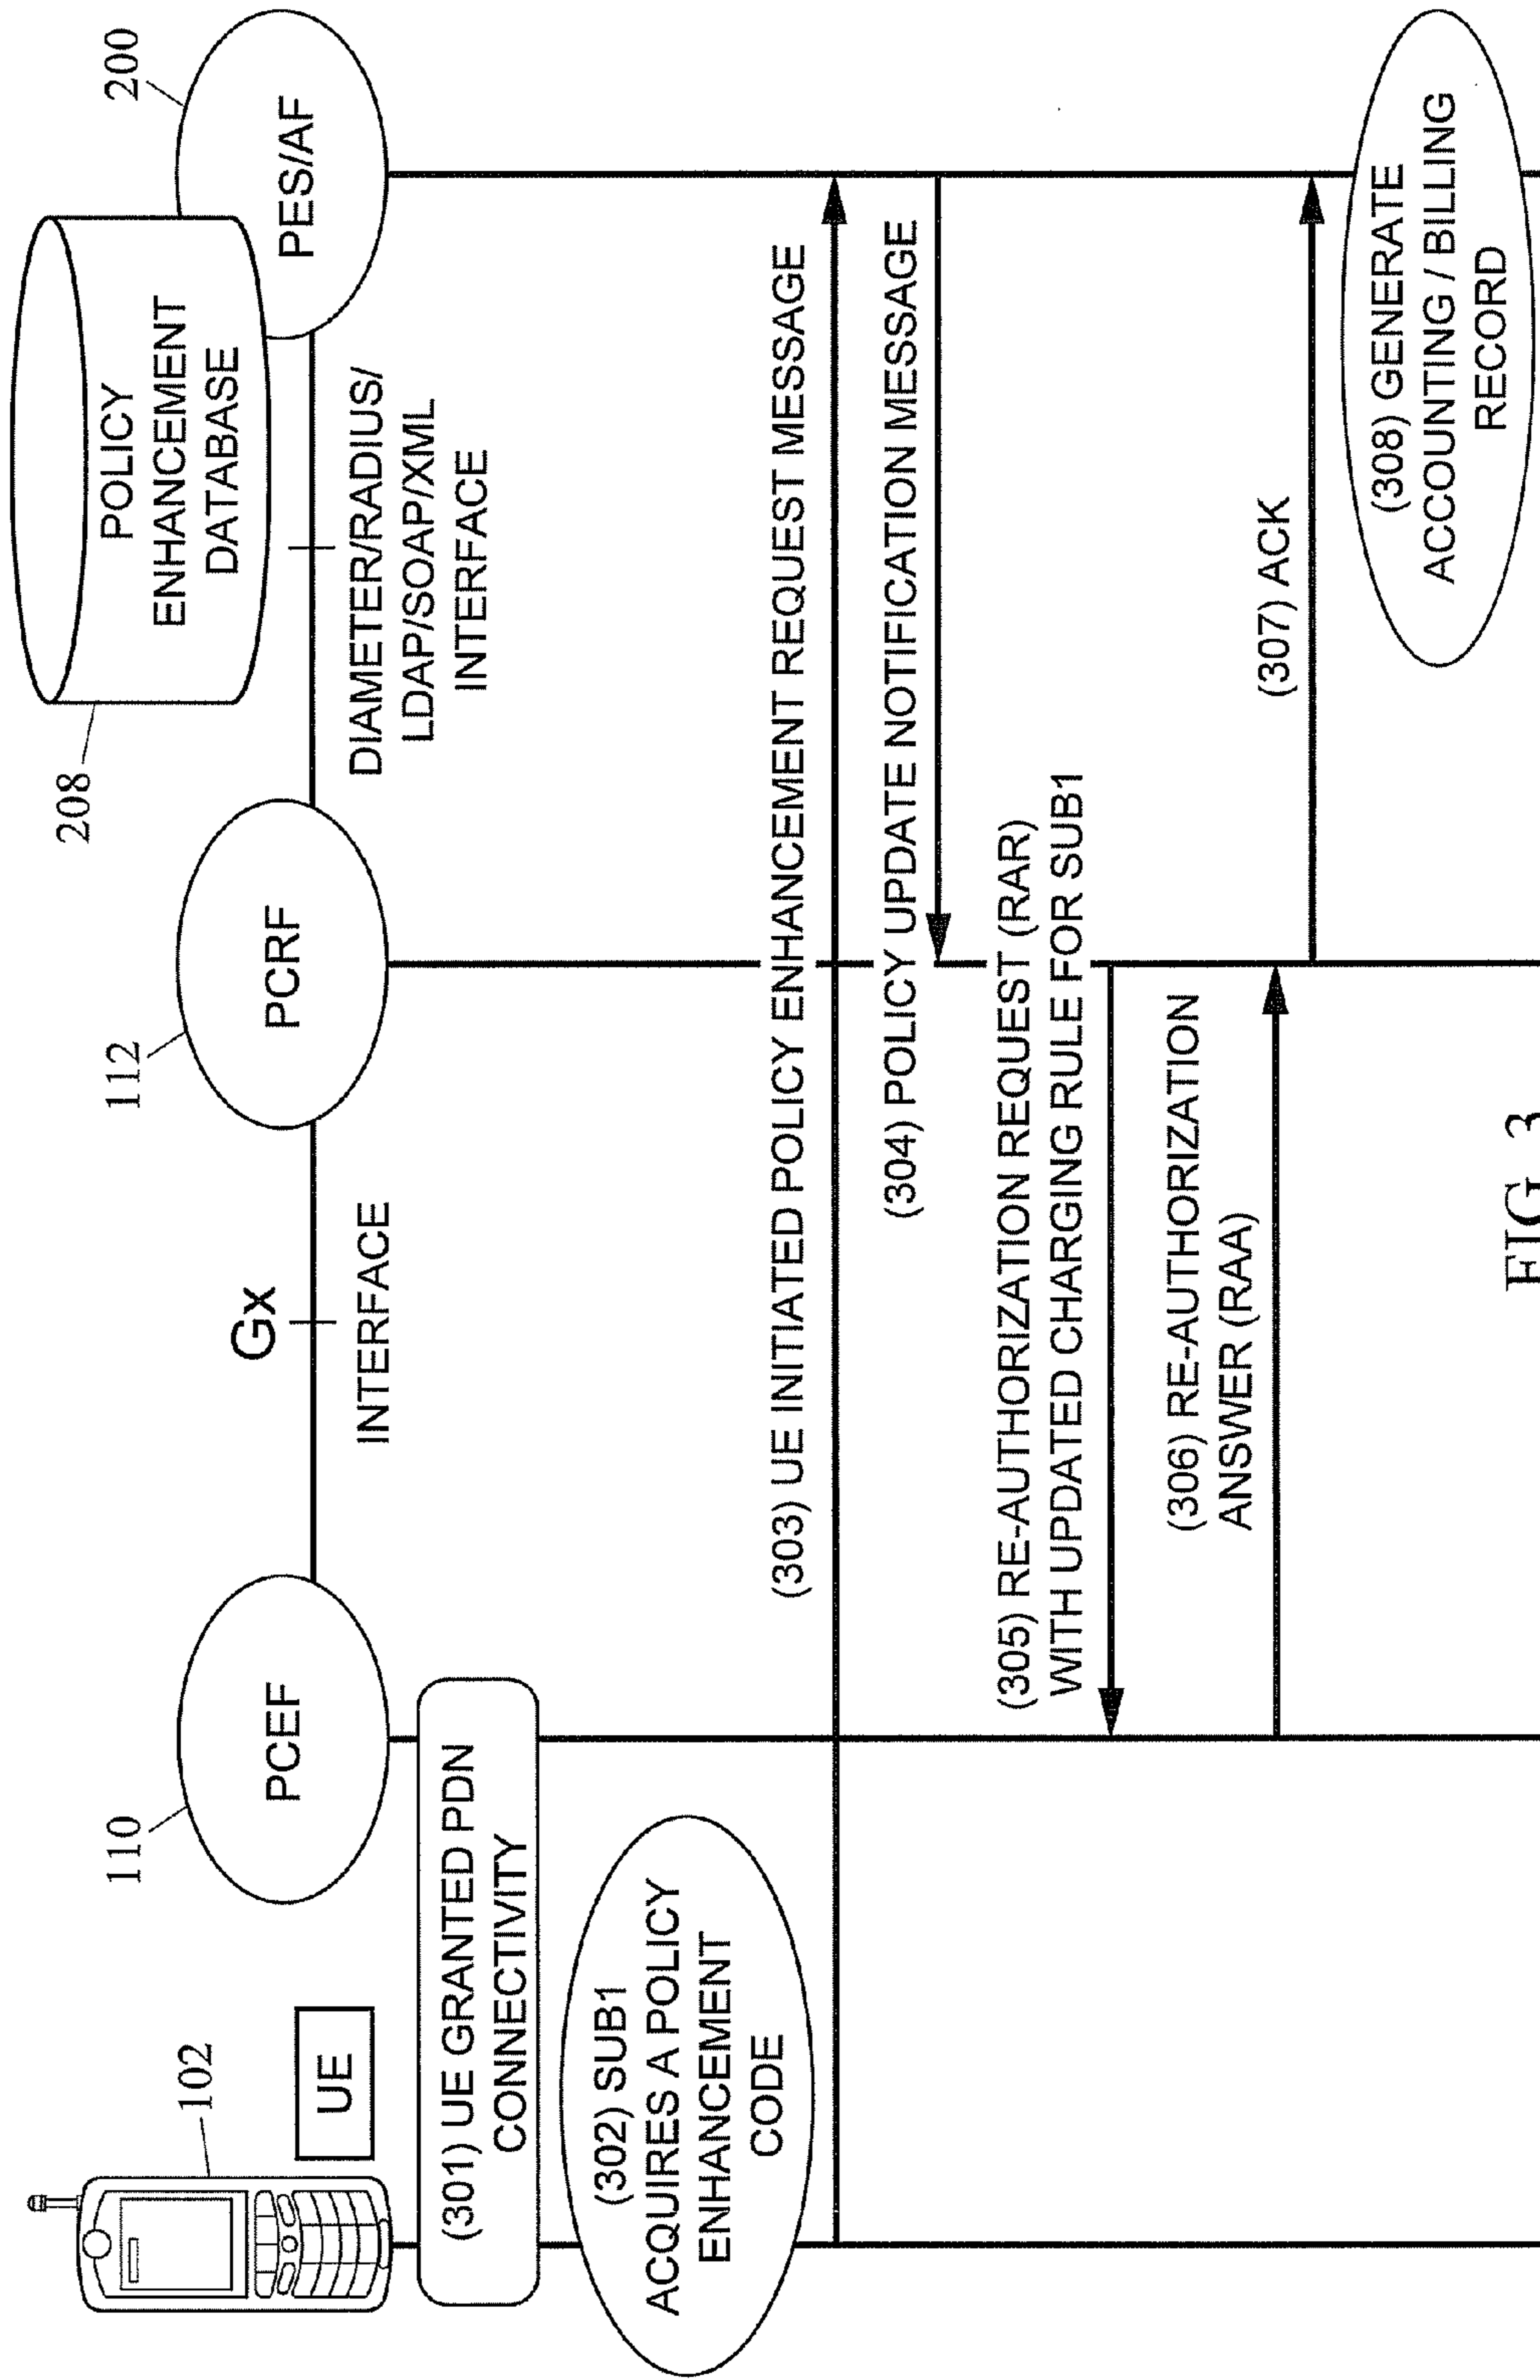 102
UE
110
PCEF
Gx
INTERFACE
112
PCRF
208
POLICY
ENHANCEMENT
DATABASE
DIAMETER/RADIUS/
LDAP/SOAP/XML
INTERFACE
200
PES/AF
(301) UE GRANTED PDN
CONNECTIVITY
(302) SUB1
ACQUIRES A POLICY
ENHANCEMENT
CODE
(303) UE INITIATED POLICY ENHANCEMENT REQUEST MESSAGE
(304) POLICY UPDATE NOTIFICATION MESSAGE
(305) RE-AUTHORIZATION REQUEST (RAR)
WITH UPDATED CHARGING RULE FOR SUB1
(306) RE-AUTHORIZATION
ANSWER (RAA)
(307) ACK
(308) GENERATE
ACCOUNTING / BILLING
RECORD
FIG. 3